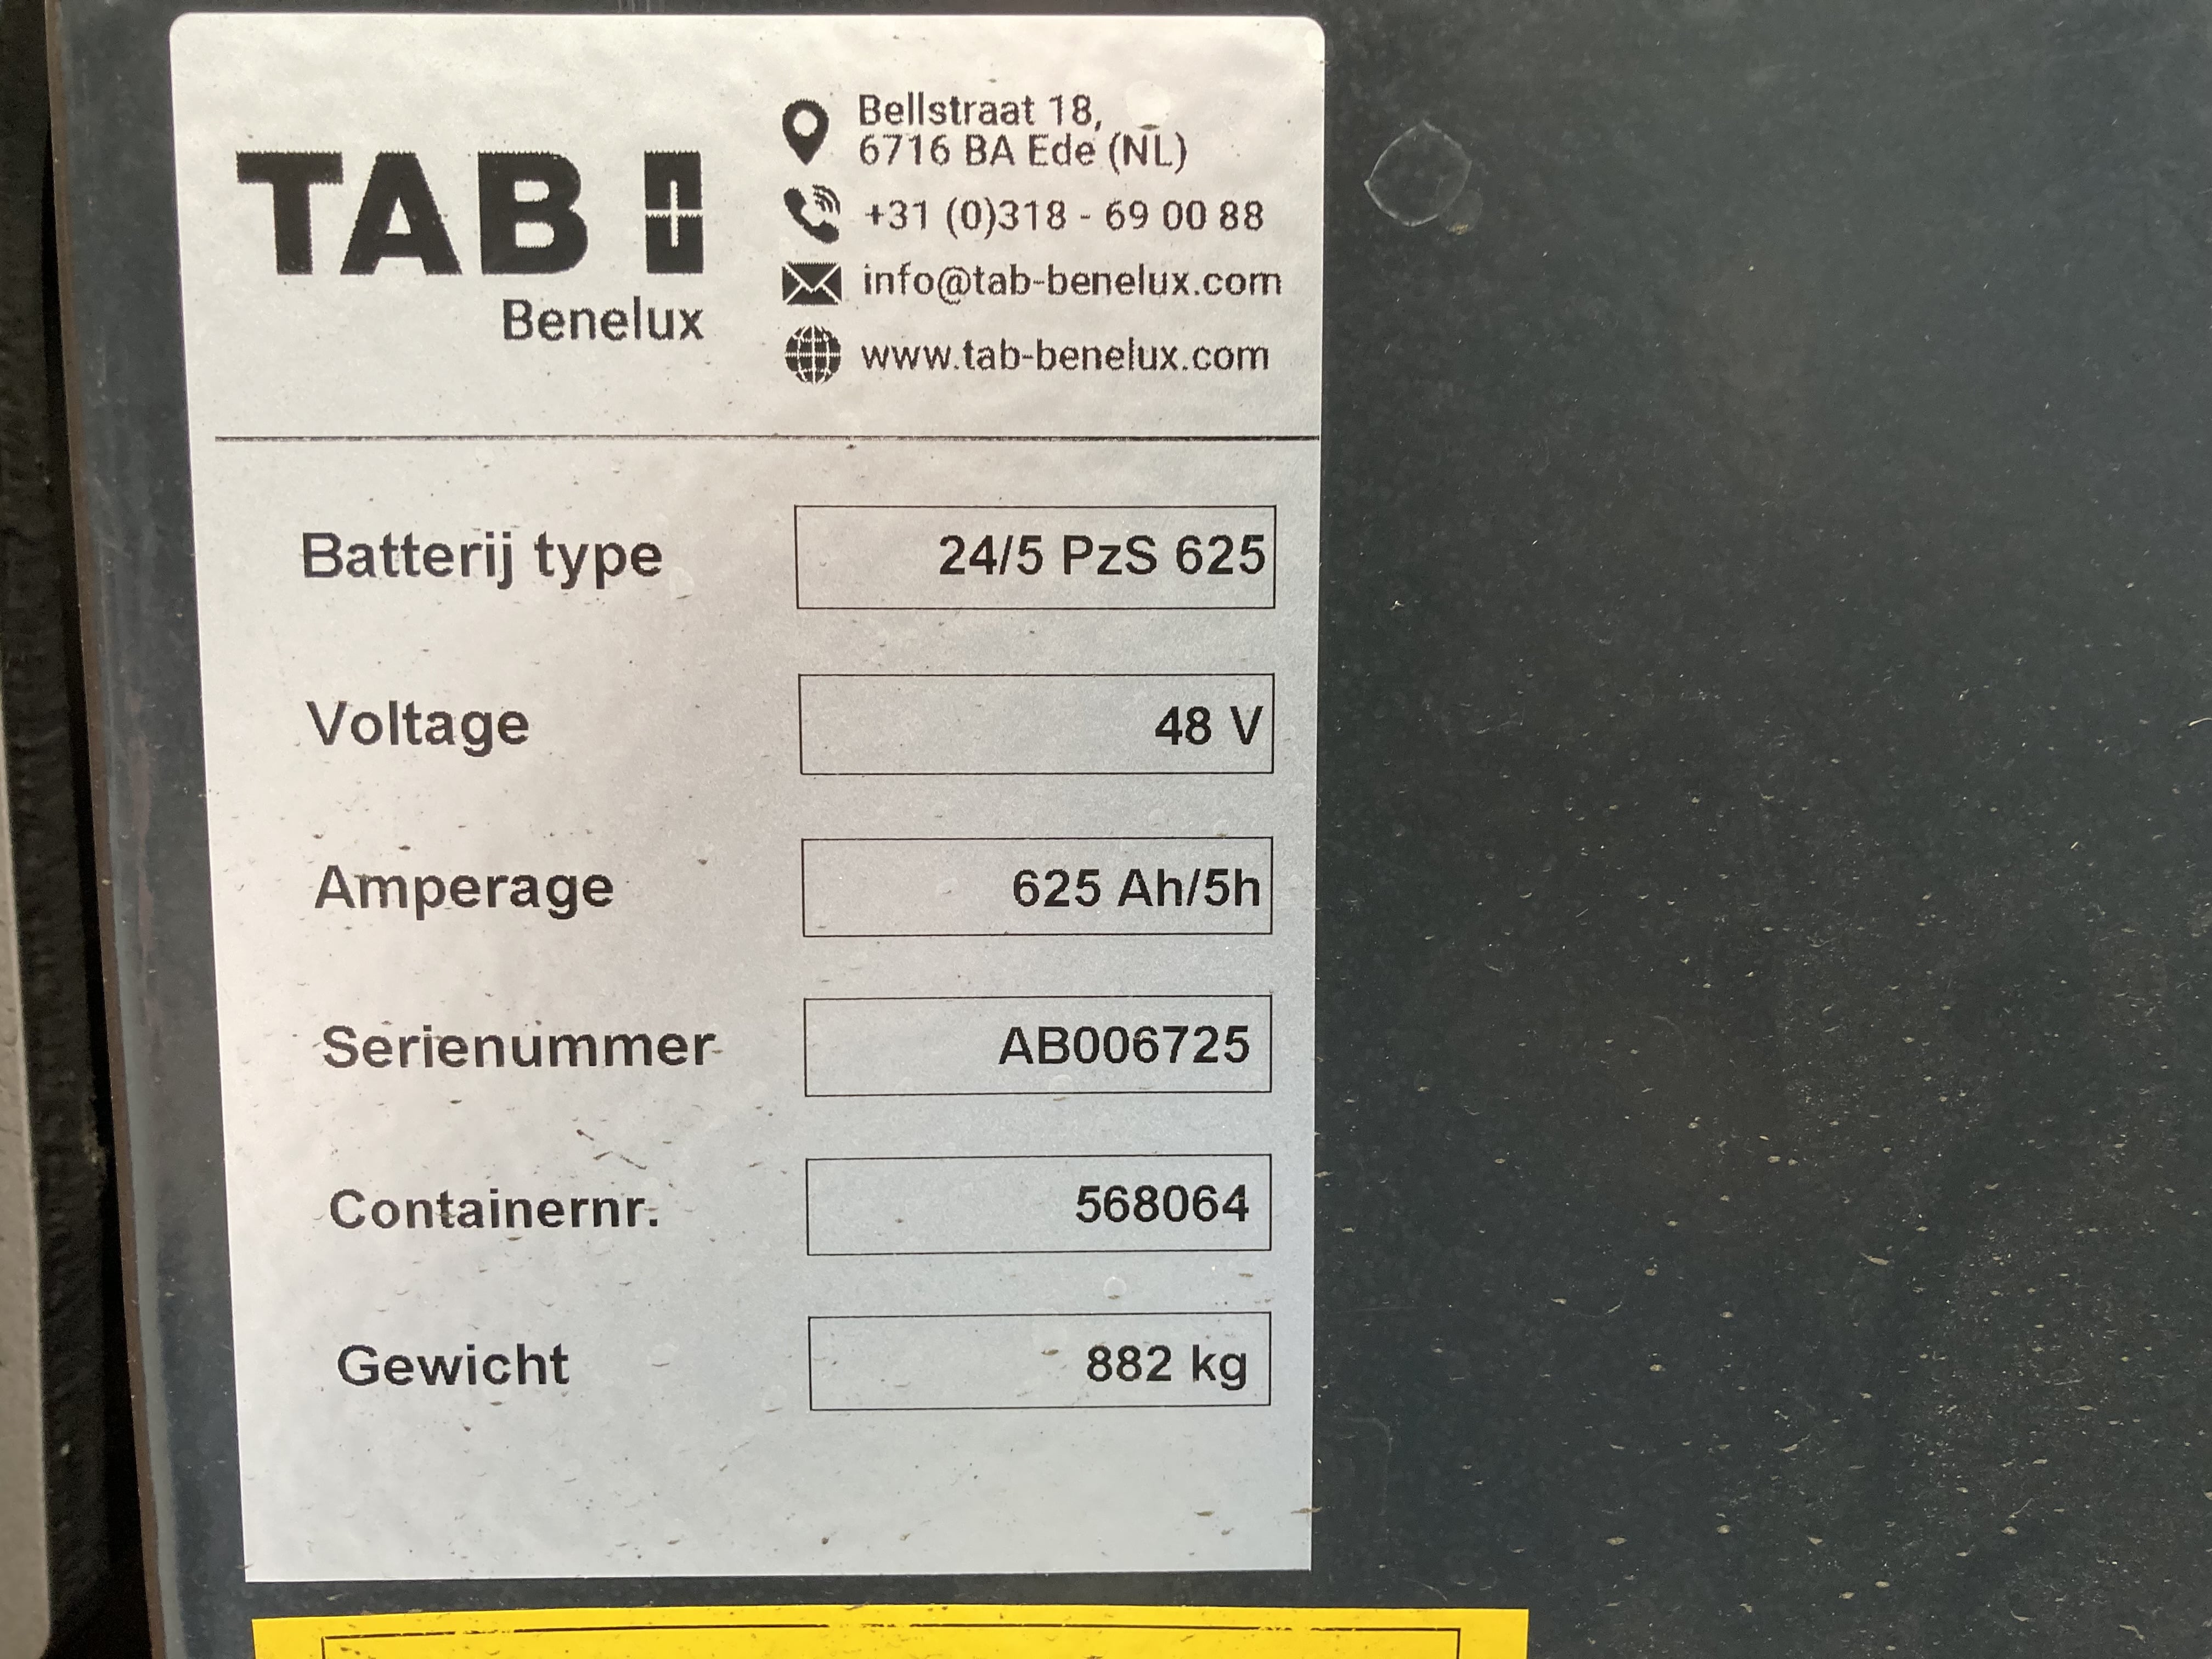 TAB
Benelux
Bellstraat 18,
6716 BA Ede (NL)
+31 (0)318 - 69 00 88
info@tab-benelux.com
www.tab-benelux.com
Batterij type 24/5 PzS 625
Voltage 48 V
Amperage 625 Ah/5h
Serienummer AB006725
Containernr. 568064
Gewicht 882 kg